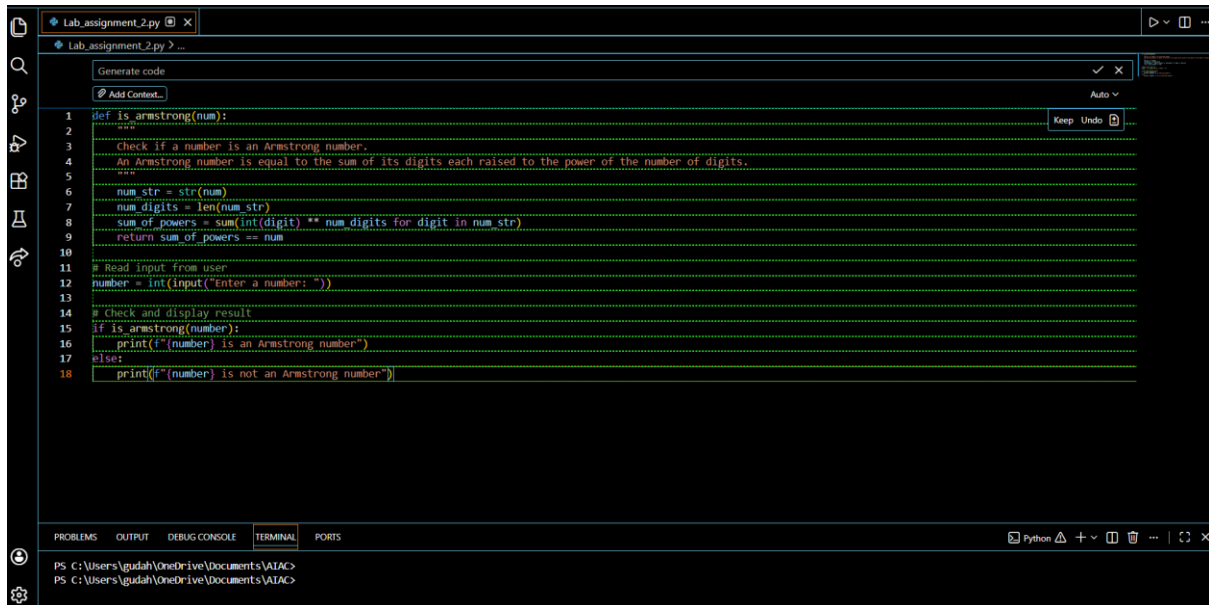 Lab_assignment_2.py
Lab_assignment_2.py > ...
Generate code
Add Context...
Auto
Keep Undo
1 def is_armstrong(num):
2 """
3 Check if a number is an Armstrong number.
4 An Armstrong number is equal to the sum of its digits each raised to the power of the number of digits.
5 """
6 num_str = str(num)
7 num_digits = len(num_str)
8 sum_of_powers = sum(int(digit) ** num_digits for digit in num_str)
9 return sum_of_powers == num
10
11 # Read input from user
12 number = int(input("Enter a number: "))
13
14 # Check and display result
15 if is_armstrong(number):
16 print(f"{number} is an Armstrong number")
17 else:
18 print(f"{number} is not an Armstrong number")
PROBLEMS OUTPUT DEBUG CONSOLE TERMINAL PORTS Python
PS C:\Users\gudah\OneDrive\Documents\AIAC>
PS C:\Users\gudah\OneDrive\Documents\AIAC>